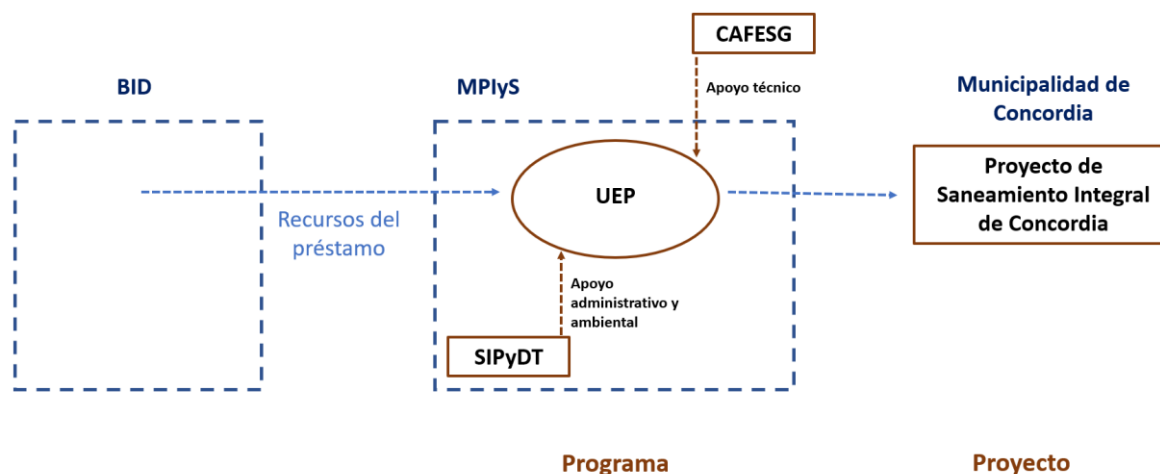 CAFESG
BID
MPIyS
Apoyo técnico
Municipalidad de
Concordia
Proyecto de
Saneamiento Integral
de Concordia
UEP
Recursos del
préstamo
Apoyo
administrativo y
ambiental
SIPyDT
Programa
Proyecto